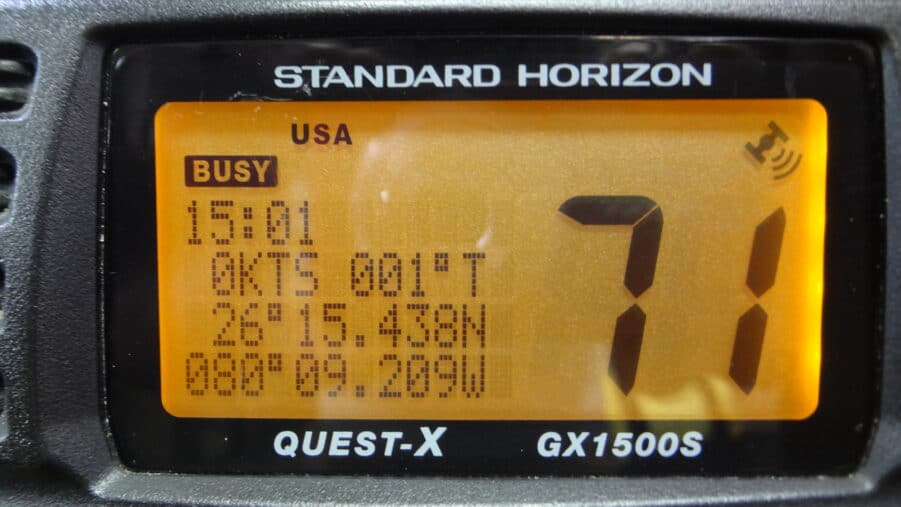 STANDARD HORIZON
USA
BUSY
15:01
0KTS 001°T
26°15.438N
080°09.209W
71
QUEST-X GX1500S